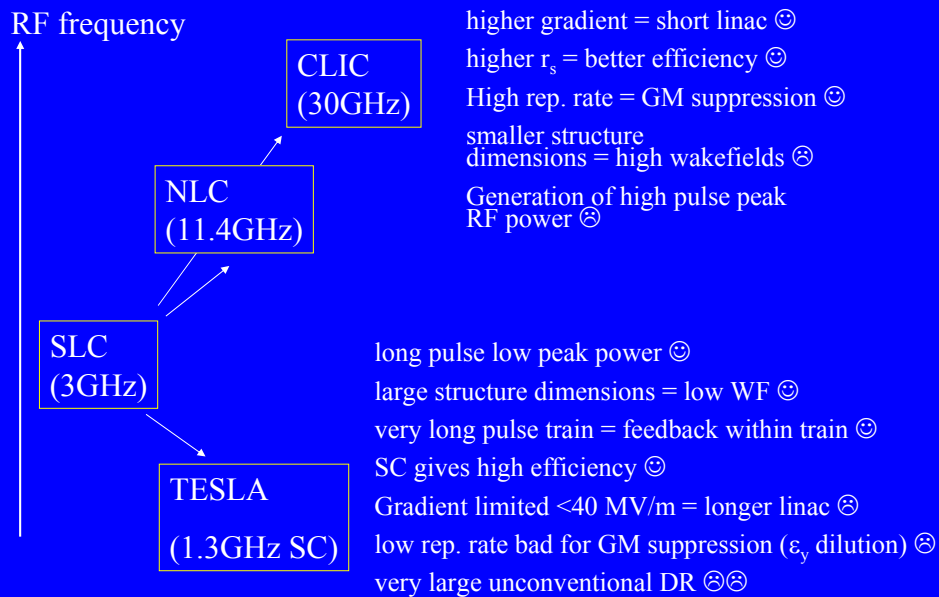 RF frequency
CLIC
(30GHz)
NLC
(11.4GHz)
SLC
(3GHz)
TESLA
(1.3GHz SC)
higher gradient = short linac ☺
higher rₛ = better efficiency ☺
High rep. rate = GM suppression ☺
smaller structure
dimensions = high wakefields ☹
Generation of high pulse peak
RF power ☹
long pulse low peak power ☺
large structure dimensions = low WF ☺
very long pulse train = feedback within train ☺
SC gives high efficiency ☺
Gradient limited <40 MV/m = longer linac ☹
low rep. rate bad for GM suppression (εy dilution) ☹
very large unconventional DR ☹☹